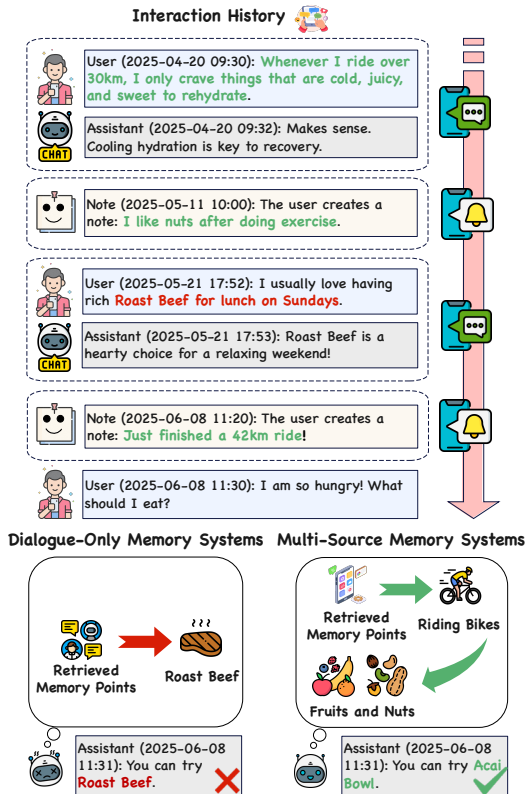 Interaction History
User (2025-04-20 09:30): Whenever I ride over
30km, I only crave things that are cold, juicy,
and sweet to rehydrate.
Assistant (2025-04-20 09:32): Makes sense.
Cooling hydration is key to recovery.
CHAT
Note (2025-05-11 10:00): The user creates a
note: I like nuts after doing exercise.
User (2025-05-21 17:52): I usually love having
rich Roast Beef for lunch on Sundays.
Assistant (2025-05-21 17:53): Roast Beef is a
hearty choice for a relaxing weekend!
CHAT
Note (2025-06-08 11:20): The user creates a
note: Just finished a 42km ride!
User (2025-06-08 11:30): I am so hungry! What
should I eat?
Dialogue-Only Memory Systems
Retrieved
Memory Points
Roast Beef
Assistant (2025-06-08
11:31): You can try
Roast Beef.
Multi-Source Memory Systems
Retrieved
Memory Points
Riding Bikes
Fruits and Nuts
Assistant (2025-06-08
11:31): You can try Acai
Bowl.